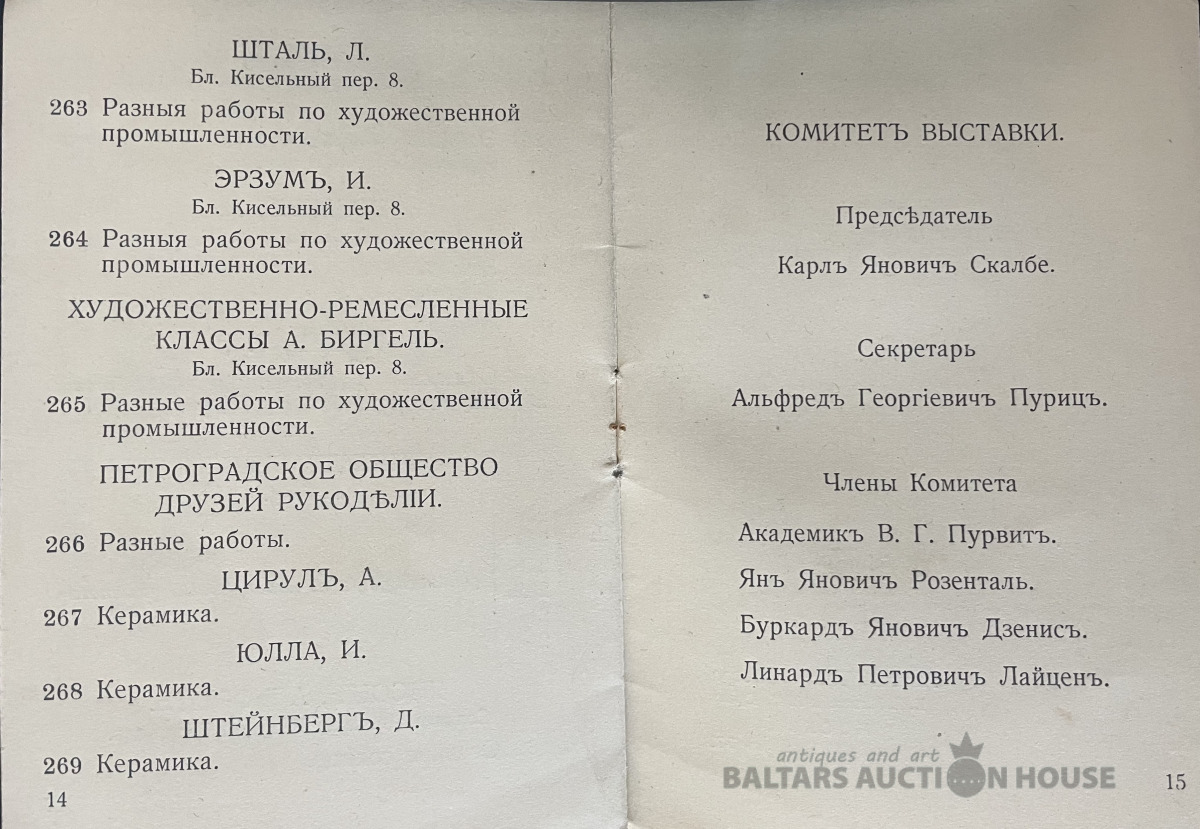 ШТАЛЬ, Л.
Бл. Кисельный пер. 8.
263 Разныя работы по художественной
промышленности.
ЭРЗУМЪ, И.
Бл. Кисельный пер. 8.
264 Разныя работы по художественной
промышленности.
ХУДОЖЕСТВЕННО-РЕМЕСЛЕННЫЕ
КЛАССЫ А. БИРГЕЛЬ.
Бл. Кисельный пер. 8.
265 Разные работы по художественной
промышленности.
ПЕТРОГРАДСКОЕ ОБЩЕСТВО
ДРУЗЕЙ РУКОДѢЛІИ.
266 Разные работы.
ЦИРУЛЪ, А.
267 Керамика.
ЮЛЛА, И.
268 Керамика.
ШТЕЙНБЕРГЪ, Д.
269 Керамика.
14
КОМИТЕТЪ ВЫСТАВКИ.
Предсѣдатель
Карлъ Яновичъ Скалбе.
Секретарь
Альфредъ Георгіевичъ Пурицъ.
Члены Комитета
Академикъ В. Г. Пурвитъ.
Янъ Яновичъ Розенталь.
Буркардъ Яновичъ Дзенисъ.
Линардъ Петровичъ Лайценъ.
15
antiques and art
BALTARS AUCTION HOUSE